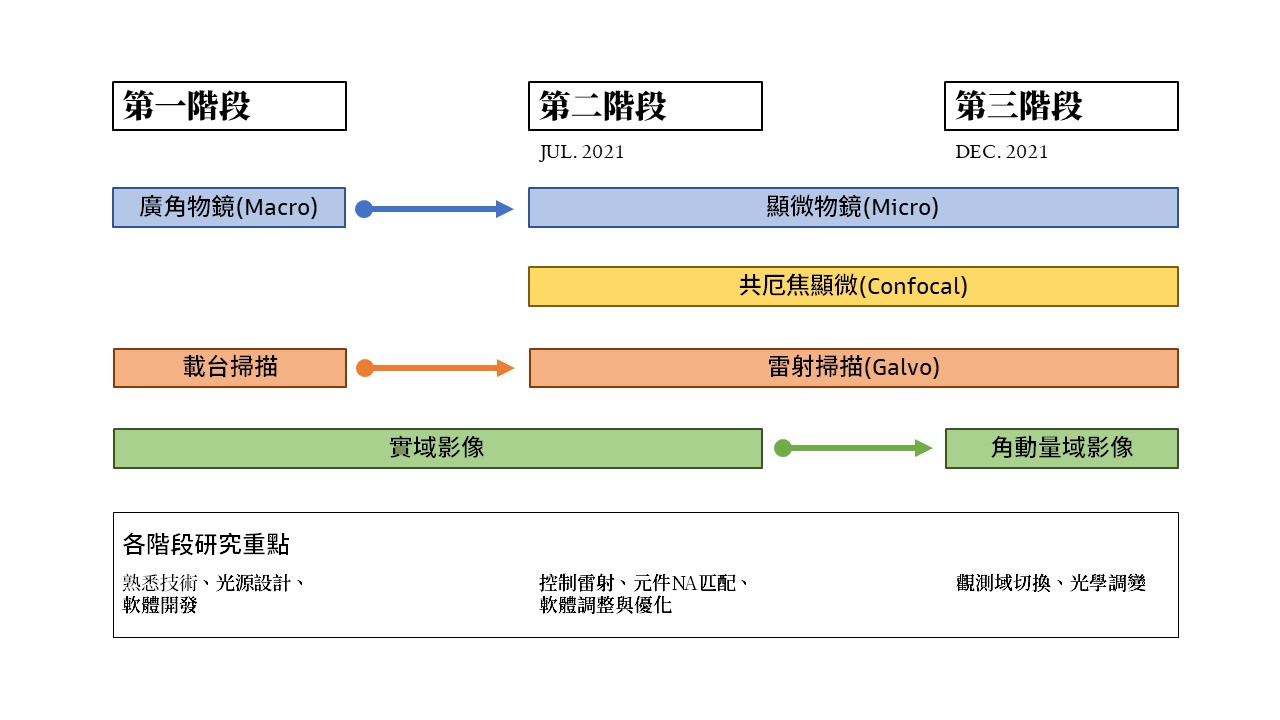 第一階段
第二階段
第三階段
JUL. 2021
DEC. 2021
廣角物鏡(Macro)
顯微物鏡(Micro)
共厄焦顯微(Confocal)
載台掃描
雷射掃描(Galvo)
實域影像
角動量域影像
各階段研究重點
熟悉技術、光源設計、
軟體開發
控制雷射、元件NA匹配、
軟體調整與優化
觀測域切換、光學調變